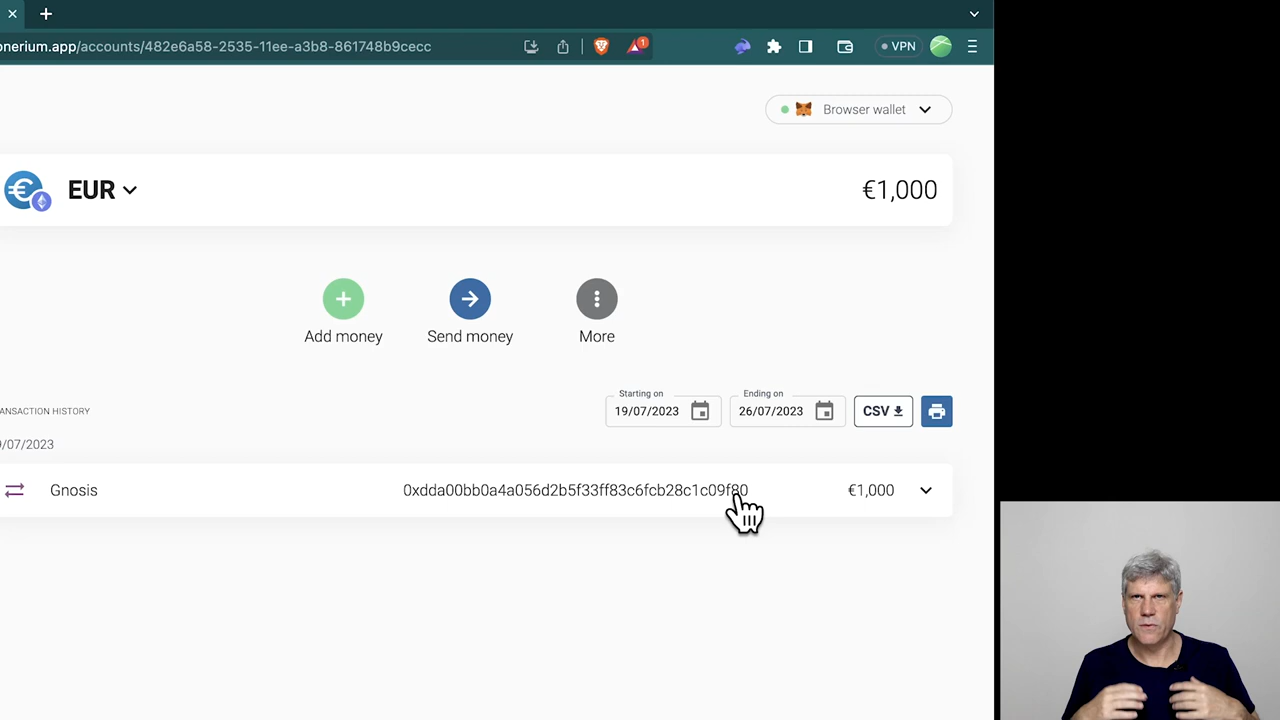 onerium.app/accounts/482e6a58-2535-11ee-a3b8-861748b9cecc
1
VPN
Browser wallet
EUR
€1,000
Add money
Send money
More
Starting on
Ending on
19/07/2023
26/07/2023
CSV
ANSACTION HISTORY
/07/2023
Gnosis
0xdda00bb0a4a056d2b5f33ff83c6fcb28c1c09f80
€1,000